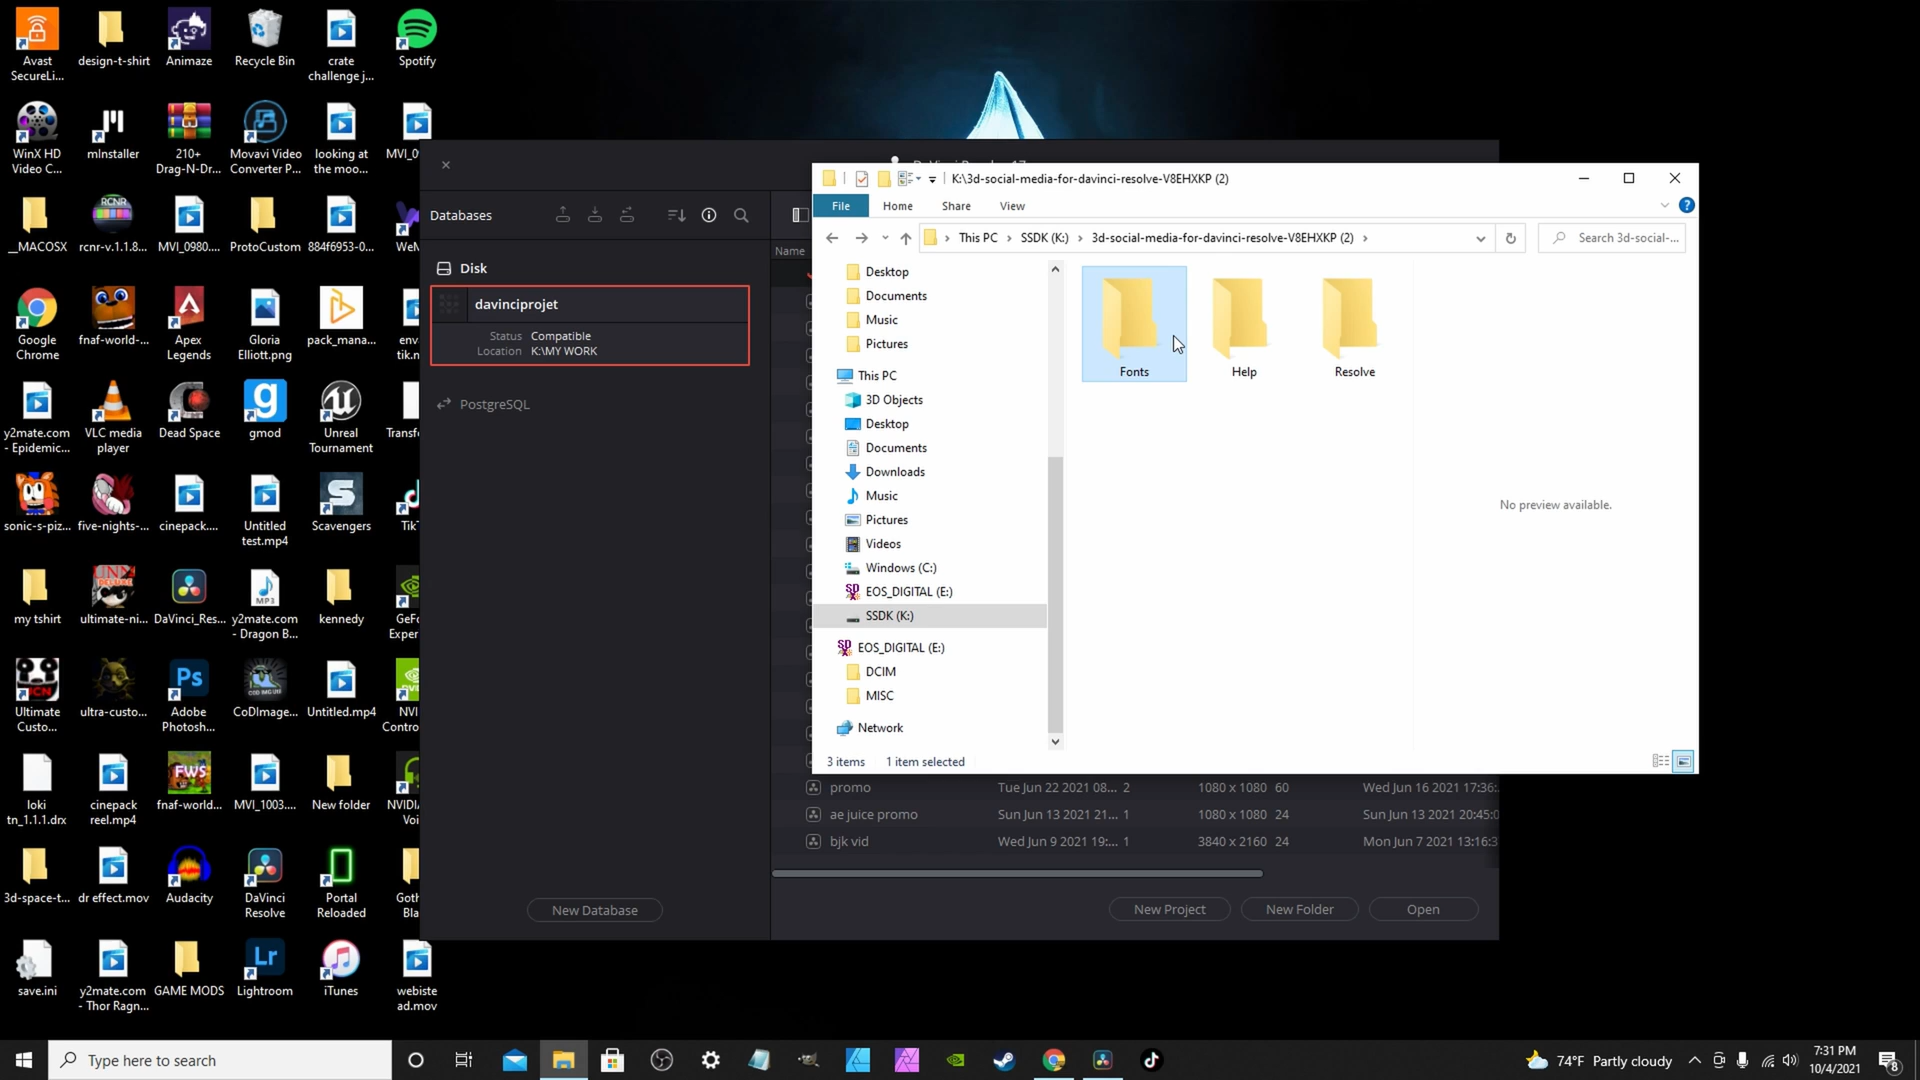 Avast
SecureLi...
design-t-shirt
Animaze
Recycle Bin
crate
challenge j...
Spotify
WinX HD
Video C...
mInstaller
210+
Drag-N-Dr...
Movavi Video
Converter P...
looking at
the moo...
MVI_09
__MACOSX
rcnr-v.1.1.8...
MVI_0980....
ProtoCustom
884f6953-0...
WeM
Google
Chrome
fnaf-world-...
Apex
Legends
Gloria
Elliott.png
pack_mana...
env
tik.n
y2mate.com
- Epidemic...
VLC media
player
Dead Space
gmod
Unreal
Tournament
Transf
sonic-s-piz...
five-nights-...
cinepack....
Untitled
test.mp4
Scavengers
TikT
my tshirt
ultimate-ni...
DaVinci_Res...
y2mate.com
- Dragon B...
kennedy
GeFo
Exper
Ultimate
Custo...
ultra-custo...
Adobe
Photosh...
CoDImage...
Untitled.mp4
NVI
Contro
loki
tn_1.1.1.drx
cinepack
reel.mp4
fnaf-world...
MVI_1003....
New folder
NVIDIA
Voi
3d-space-t...
dr effect.mov
Audacity
DaVinci
Resolve
Portal
Reloaded
Goth
Bla
save.ini
y2mate.com
- Thor Ragn...
GAME MODS
Lightroom
iTunes
webiste
ad.mov
Databases
Disk
davinciprojet
Status Compatible
Location K:\MY WORK
PostgreSQL
New Database
DaVinci Resolve 17
Name
K:\3d-social-media-for-davinci-resolve-V8EHXKP (2)
File
Home
Share
View
This PC
SSDK (K:)
3d-social-media-for-davinci-resolve-V8EHXKP (2)
Search 3d-social-...
Desktop
Documents
Music
Pictures
This PC
3D Objects
Desktop
Documents
Downloads
Music
Pictures
Videos
Windows (C:)
EOS_DIGITAL (E:)
SSDK (K:)
EOS_DIGITAL (E:)
DCIM
MISC
Network
Fonts
Help
Resolve
No preview available.
3 items 1 item selected
promo Tue Jun 22 2021 08... 2 1080 x 1080 60 Wed Jun 16 2021 17:36:
ae juice promo Sun Jun 13 2021 21... 1 1080 x 1080 24 Sun Jun 13 2021 20:45:0
bjk vid Wed Jun 9 2021 19:... 1 3840 x 2160 24 Mon Jun 7 2021 13:16:3
New Project
New Folder
Open
Type here to search
74°F Partly cloudy
7:31 PM
10/4/2021
8